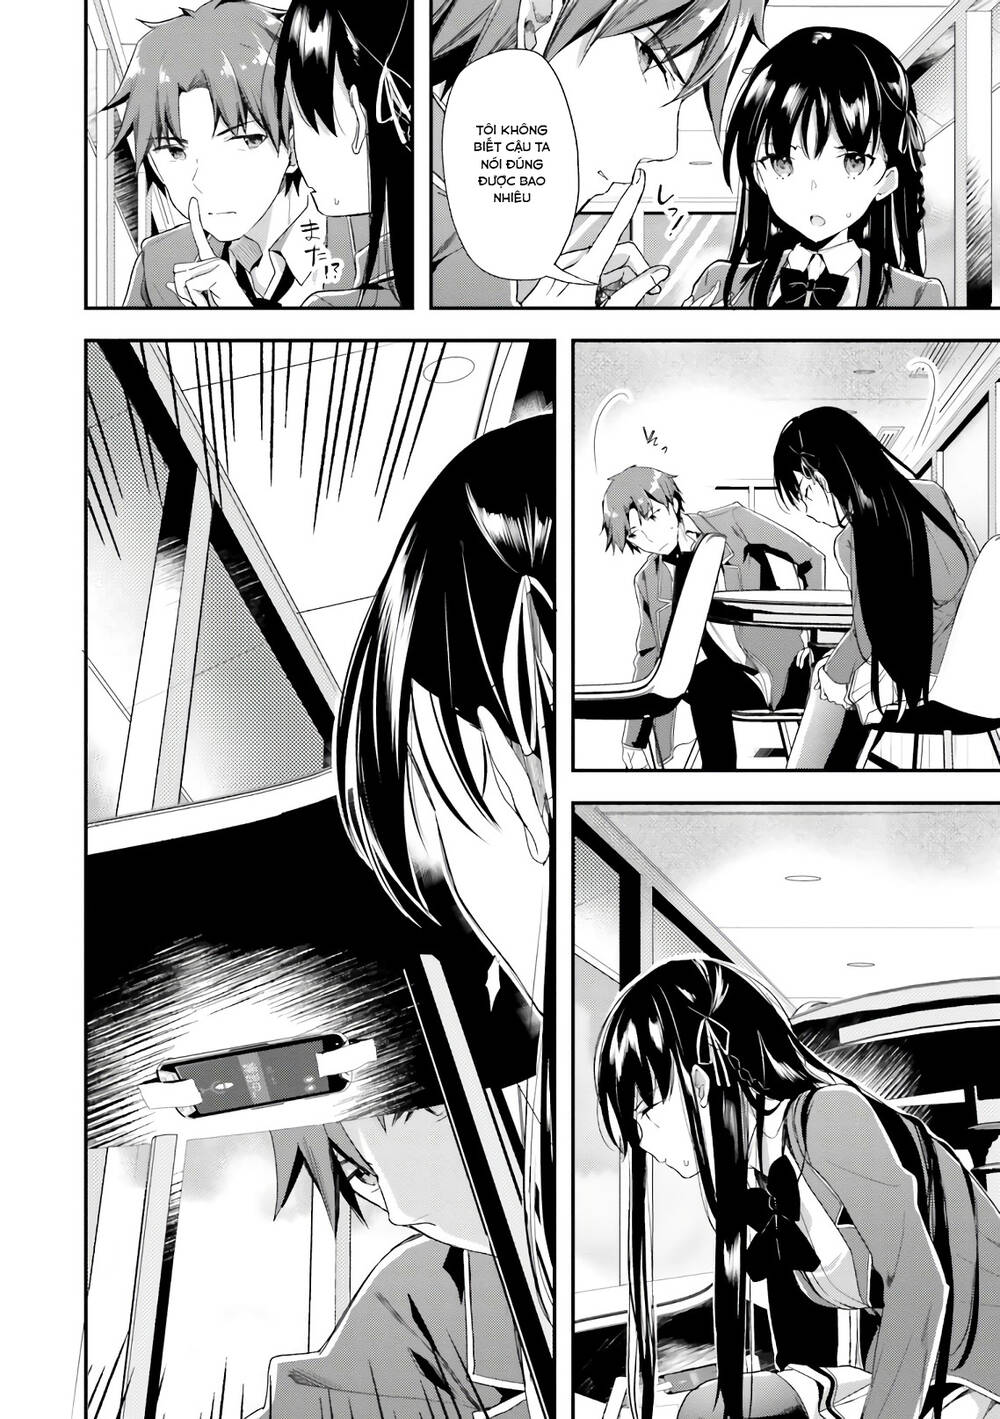 TÔI KHÔNG
BIẾT CẬU TA
NÓI ĐÚNG
ĐƯỢC BAO
NHIÊU
しっ
また!?